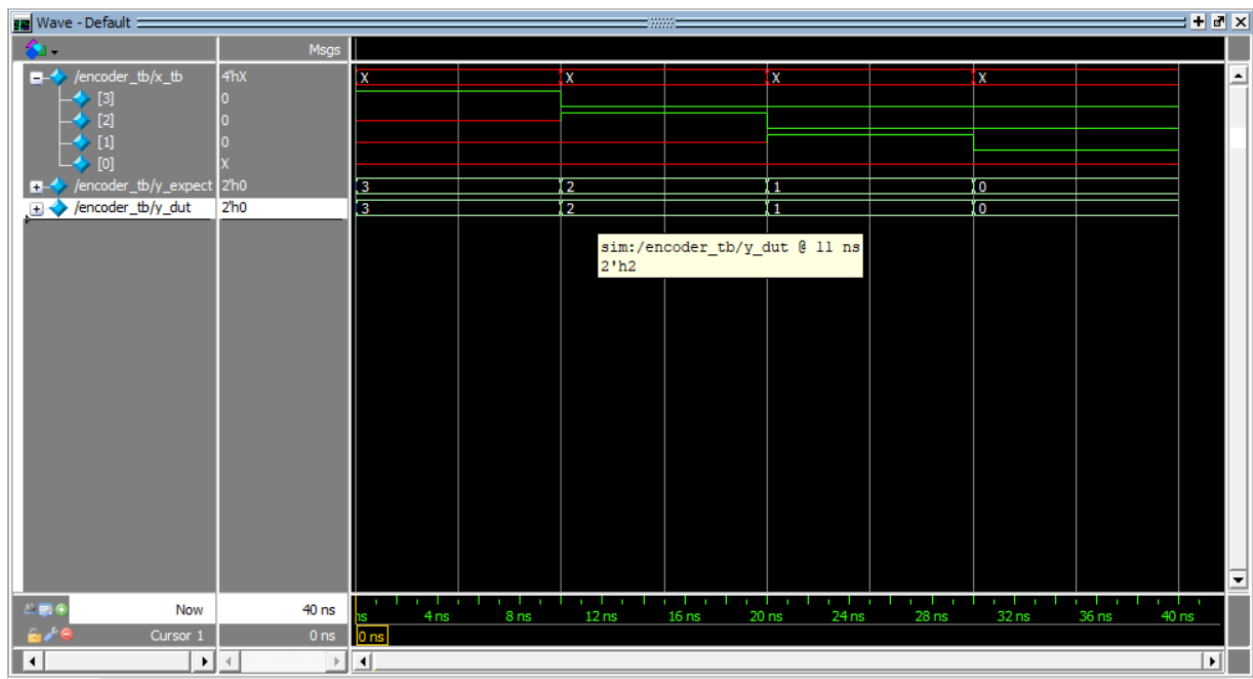 Wave - Default
Msgs
/encoder_tb/x_tb 4'hX X X X X
[3] 0
[2] 0
[1] 0
[0] X
/encoder_tb/y_expect 2'h0 3 2 1 0
/encoder_tb/y_dut 2'h0 3 2 1 0
sim:/encoder_tb/y_dut @ 11 ns
2'h2
Now 40 ns ns 4 ns 8 ns 12 ns 16 ns 20 ns 24 ns 28 ns 32 ns 36 ns 40 ns
Cursor 1 0 ns 0 ns